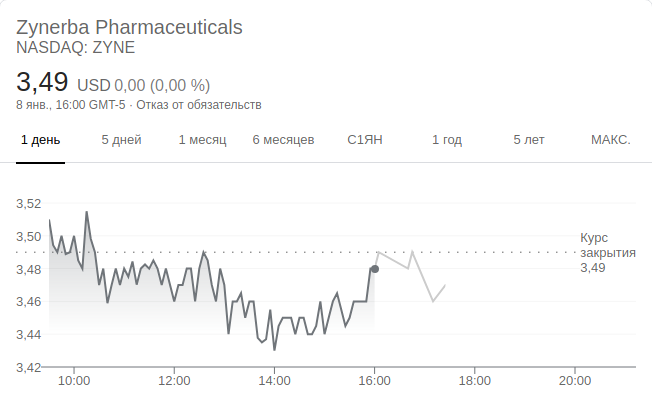 Zynerba Pharmaceuticals
NASDAQ: ZYNE
3,49 USD 0,00 (0,00 %)
8 янв., 16:00 GMT-5 · Отказ от обязательств
1 день 5 дней 1 месяц 6 месяцев С1ЯН 1 год 5 лет МАКС.
3,52
3,50
3,48
3,46
3,44
3,42
Курс
закрытия
3,49
10:00 12:00 14:00 16:00 18:00 20:00